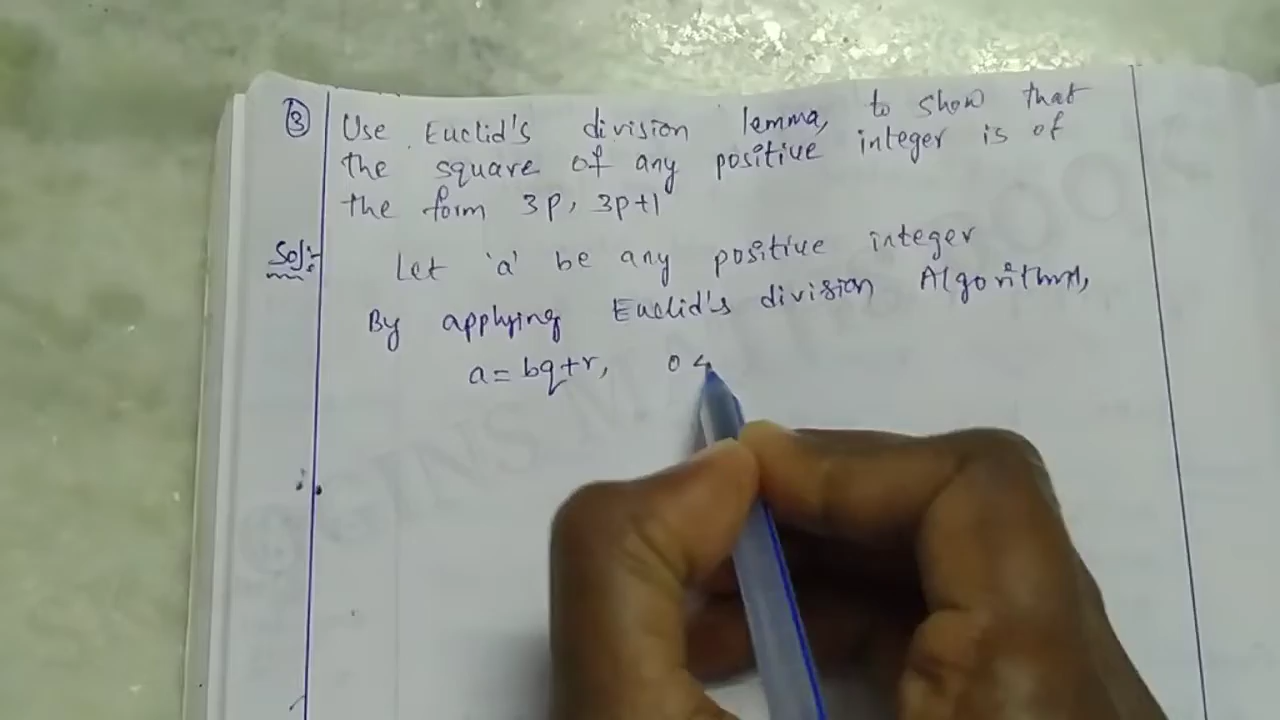 ③ Use Euclid's division lemma, to show that
the square of any positive integer is of
the form 3p, 3p+1
Sol:- Let 'a' be any positive integer
By applying Euclid's division Algorithm,
a = bq+r, 0 <